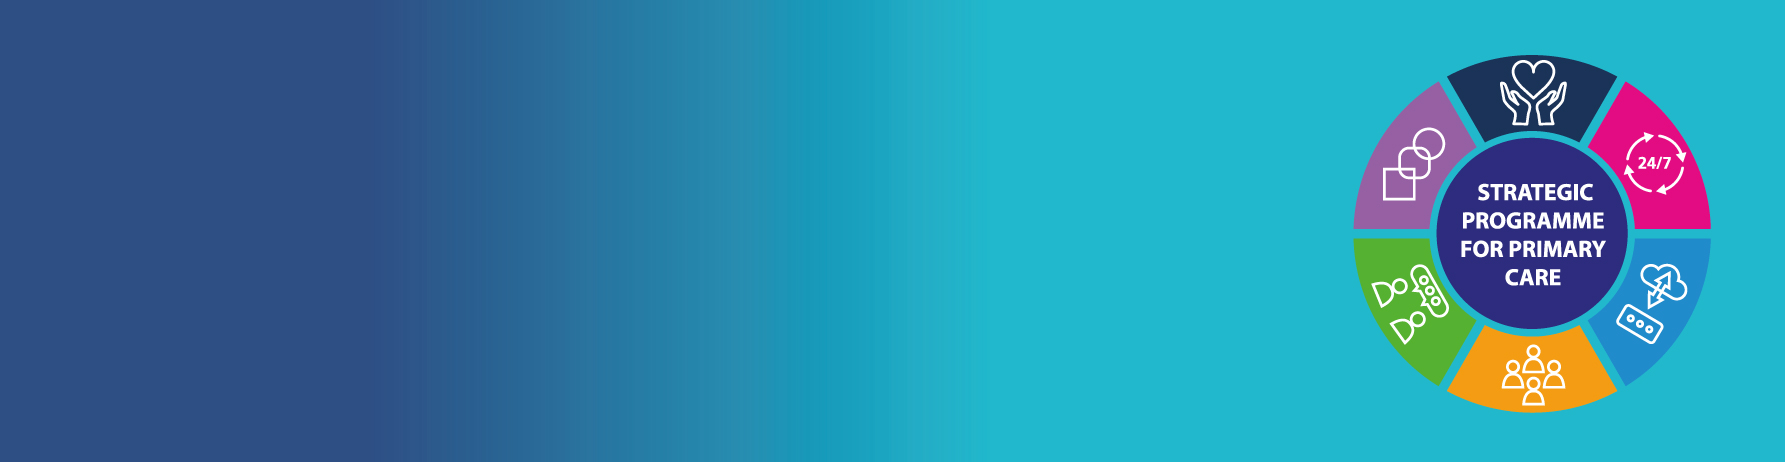 24/7
STRATEGIC
PROGRAMME
FOR PRIMARY
CARE